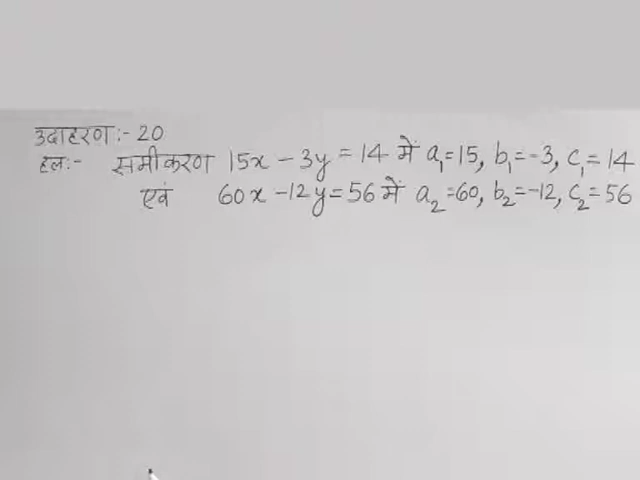 उदाहरण :- 20
हल :- समीकरण 15x - 3y = 14 में a₁=15, b₁=-3, c₁=14
एवं 60x -12y=56 में a₂=60, b₂=-12, c₂=56